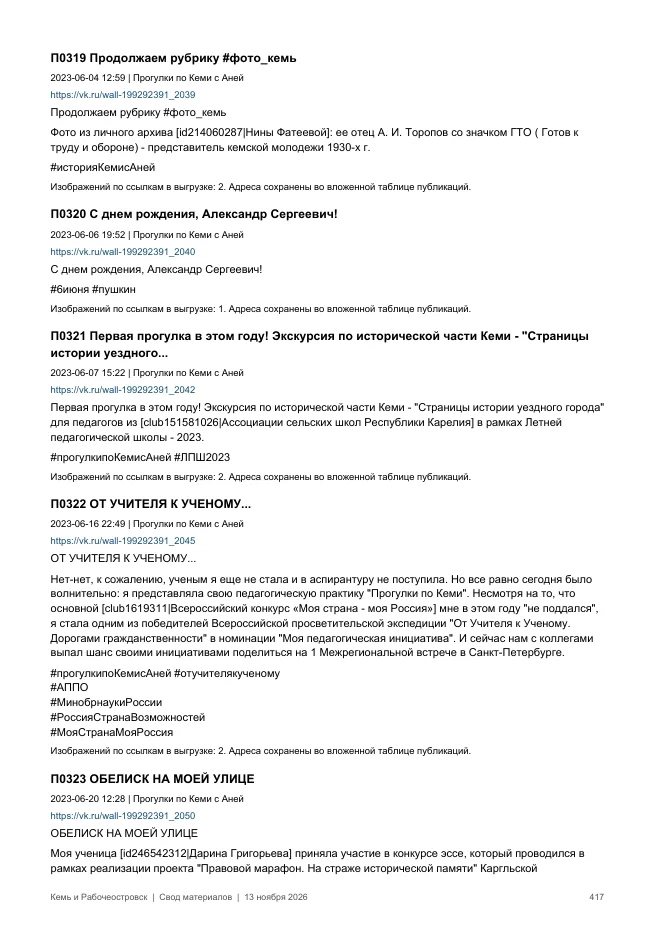 П0319 Продолжаем рубрику #фото_кемь
2023-06-04 12:59 | Прогулки по Кеми с Аней
https://vk.ru/wall-199292391_2039
Продолжаем рубрику #фото_кемь
Фото из личного архива [id214060287|Нины Фатеевой]: ее отец А. И. Торопов со значком ГТО ( Готов к
труду и обороне) - представитель кемской молодежи 1930-х г.
#историяКемисАней
Изображений по ссылкам в выгрузке: 2. Адреса сохранены во вложенной таблице публикаций.
П0320 С днем рождения, Александр Сергеевич!
2023-06-06 19:52 | Прогулки по Кеми с Аней
https://vk.ru/wall-199292391_2040
С днем рождения, Александр Сергеевич!
#6июня #пушкин
Изображений по ссылкам в выгрузке: 1. Адреса сохранены во вложенной таблице публикаций.
П0321 Первая прогулка в этом году! Экскурсия по исторической части Кеми - "Страницы
истории уездного...
2023-06-07 15:22 | Прогулки по Кеми с Аней
https://vk.ru/wall-199292391_2042
Первая прогулка в этом году! Экскурсия по исторической части Кеми - "Страницы истории уездного города"
для педагогов из [club151581026|Ассоциации сельских школ Республики Карелия] в рамках Летней
педагогической школы - 2023.
#прогулкипоКемисАней #ЛПШ2023
Изображений по ссылкам в выгрузке: 2. Адреса сохранены во вложенной таблице публикаций.
П0322 ОТ УЧИТЕЛЯ К УЧЕНОМУ...
2023-06-16 22:49 | Прогулки по Кеми с Аней
https://vk.ru/wall-199292391_2045
ОТ УЧИТЕЛЯ К УЧЕНОМУ...
Нет-нет, к сожалению, ученым я еще не стала и в аспирантуру не поступила. Но все равно сегодня было
волнительно: я представляла свою педагогическую практику "Прогулки по Кеми". Несмотря на то, что
основной [club1619311|Всероссийский конкурс «Моя страна - моя Россия»] мне в этом году "не поддался",
я стала одним из победителей Всероссийской просветительской экспедиции "От Учителя к Ученому.
Дорогами гражданственности" в номинации "Моя педагогическая инициатива". И сейчас нам с коллегами
выпал шанс своими инициативами поделиться на 1 Межрегиональной встрече в Санкт-Петербурге.
#прогулкипоКемисАней #отучителякученому
#АППО
#МинобрнаукиРоссии
#РоссияСтранаВозможностей
#МояСтранаМояРоссия
Изображений по ссылкам в выгрузке: 2. Адреса сохранены во вложенной таблице публикаций.
П0323 ОБЕЛИСК НА МОЕЙ УЛИЦЕ
2023-06-20 12:28 | Прогулки по Кеми с Аней
https://vk.ru/wall-199292391_2050
ОБЕЛИСК НА МОЕЙ УЛИЦЕ
Моя ученица [id246542312|Дарина Григорьева] приняла участие в конкурсе эссе, который проводился в
рамках реализации проекта "Правовой марафон. На страже исторической памяти" Каргльской
Кемь и Рабочеостровск | Свод материалов | 13 ноября 2026
417